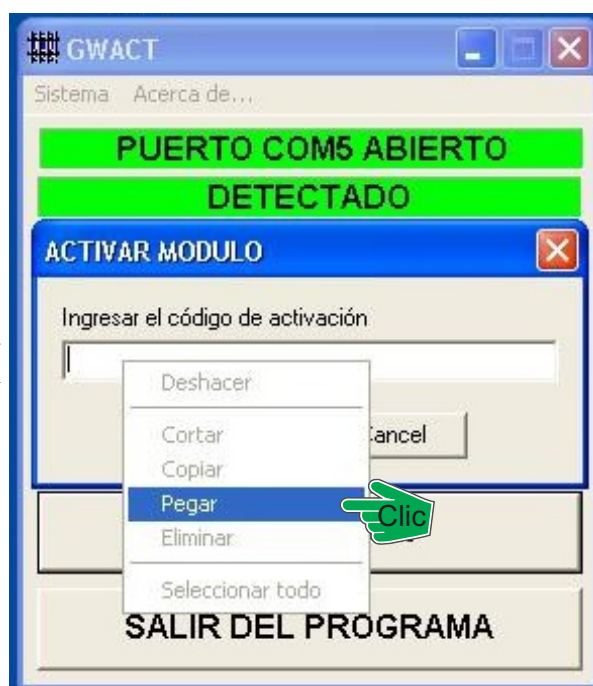 GWACT
Sistema Acerca de...
PUERTO COM5 ABIERTO
DETECTADO
ACTIVAR MODULO
Ingresar el código de activación
Deshacer
Cortar
Cancel
Copiar
Pegar
Clic
Eliminar
Seleccionar todo
SALIR DEL PROGRAMA